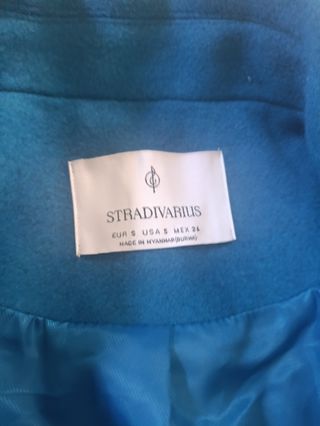 STRADIVARIUS
EUR S USA S MEX 26
MADE IN MYANMAR (BURMA)